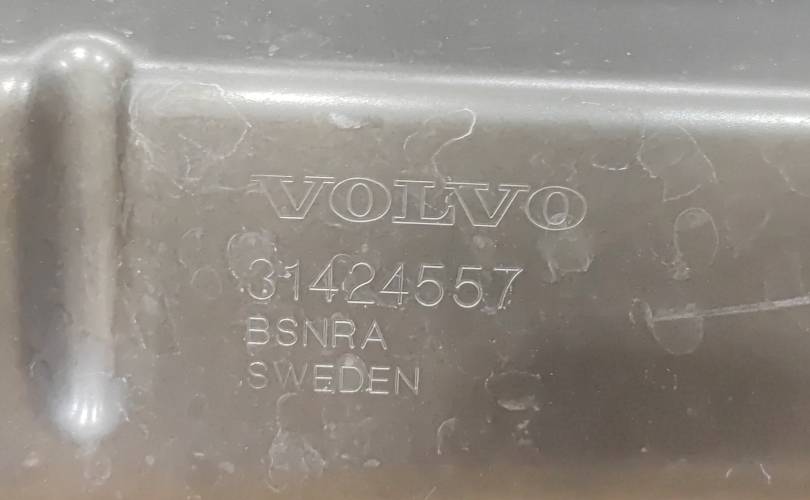 VOLVO
31424557
BSNRA
SWEDEN